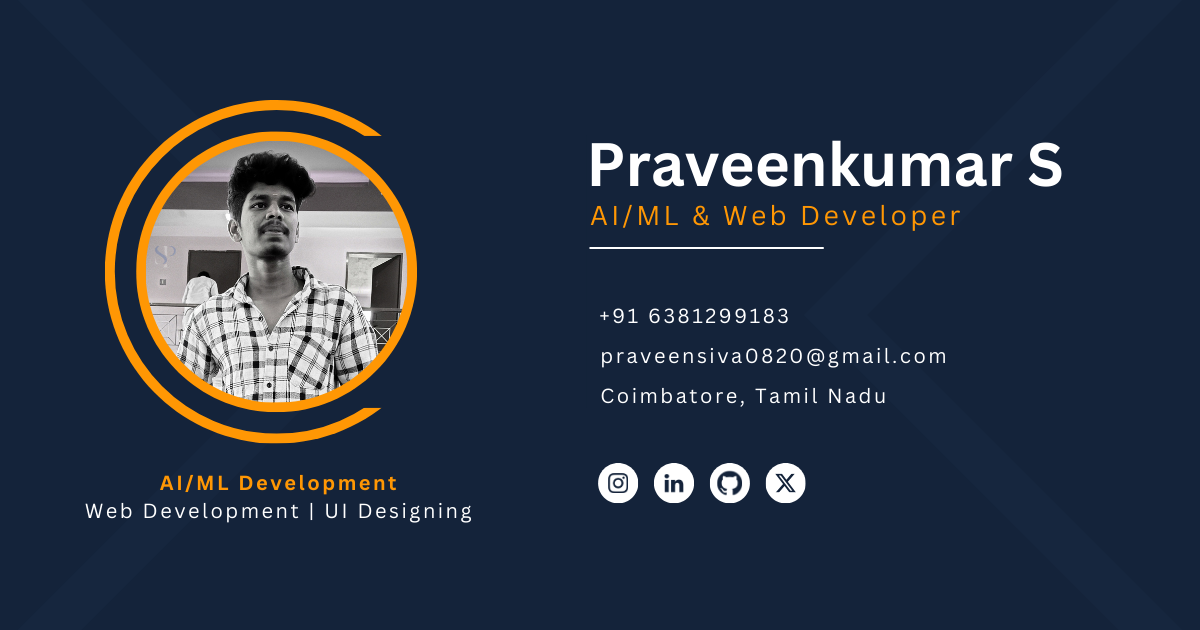 Praveenkumar S
AI/ML & Web Developer
+91 6381299183
praveensiva0820@gmail.com
Coimbatore, Tamil Nadu
SP
AI/ML Development
Web Development | UI Designing